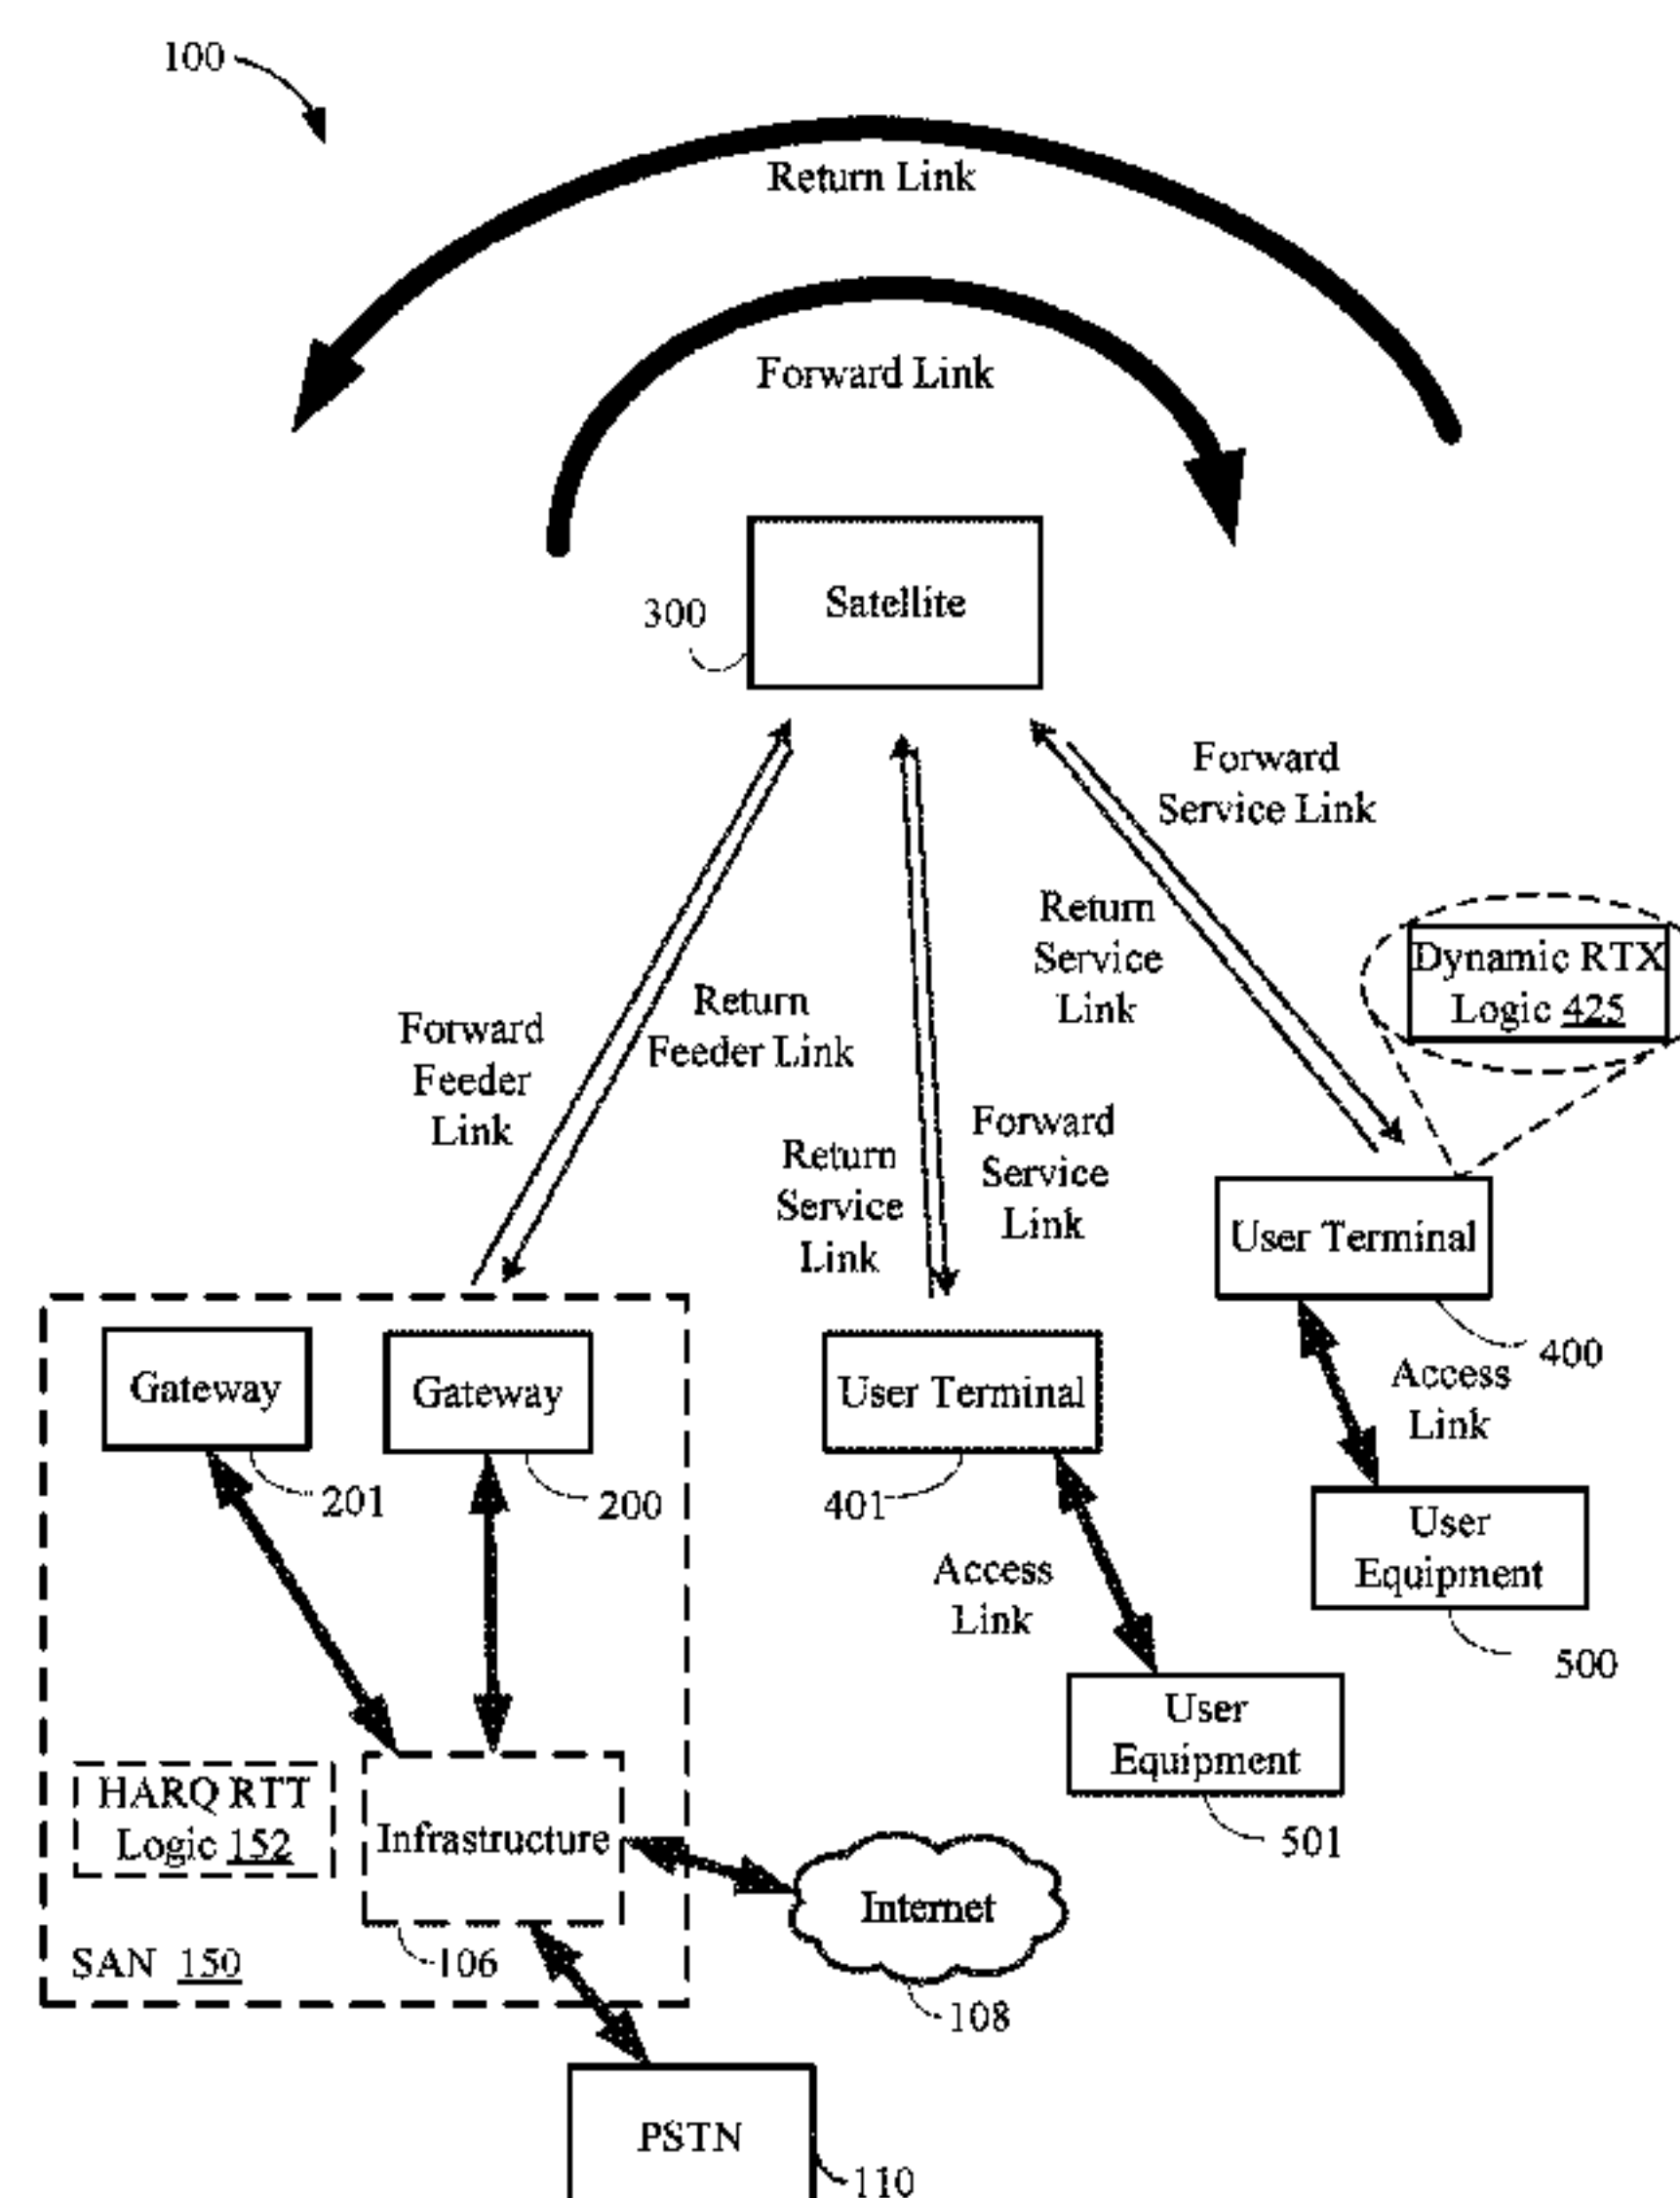 100
Return Link
Forward Link
Satellite
300
Forward
Service Link
Return
Service
Link
Dynamic RTX
Logic 425
Forward
Feeder
Link
Return
Feeder Link
Return
Service
Link
Forward
Service
Link
User Terminal
400
Gateway
201
Gateway
200
User Terminal
401
Access
Link
User
Equipment
500
Access
Link
User
Equipment
501
HARQ RTT
Logic 152
Infrastructure
106
SAN 150
Internet
108
PSTN
110